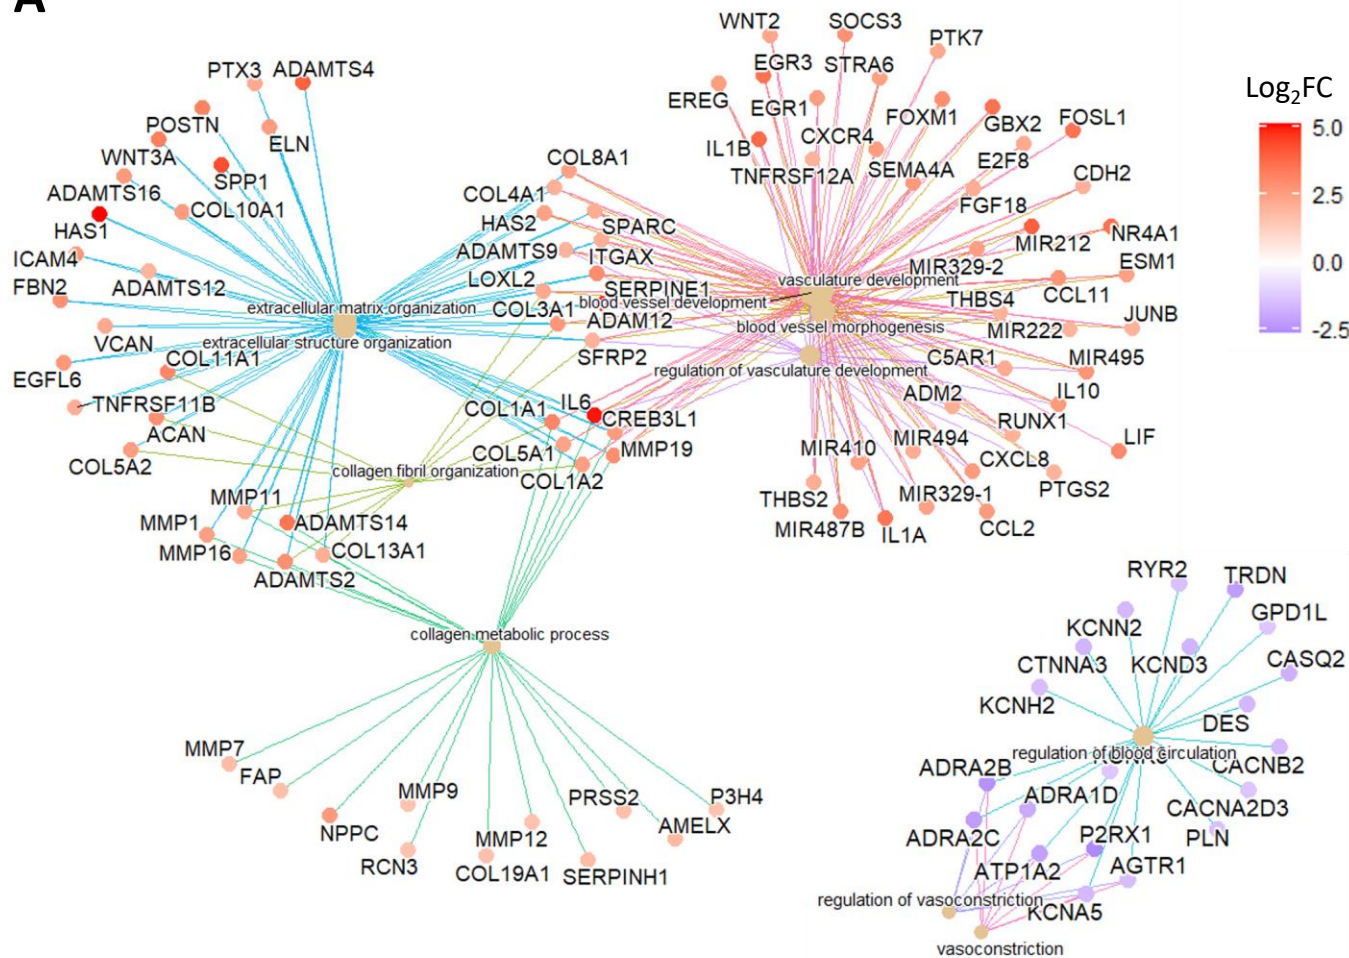 A
WNT2
SOCS3
PTK7
EGR3
STRA6
PTX3
ADAMTS4
Log2FC
EREG
EGR1
FOXM1
GBX2
FOSL1
5.0
POSTN
ELN
CXCR4
IL1B
E2F8
WNT3A
COL8A1
TNFRSF12A
SEMA4A
CDH2
SPP1
ADAMTS16
COL4A1
2.5
COL10A1
HAS2
SPARC
FGF18
HAS1
MIR212
NR4A1
ICAM4
ADAMTS9
ITGAX
MIR329-2
ESM1
0.0
FBN2
ADAMTS12
LOXL2
SERPINE1
vasculature development
CCL11
extracellular matrix organization
COL3A1
blood vessel development
THBS4
JUNB
-2.5
ADAM12
blood vessel morphogenesis
MIR222
VCAN
extracellular structure organization
SFRP2
C5AR1
MIR495
COL11A1
regulation of vasculature development
EGFL6
ADM2
IL10
TNFRSF11B
COL1A1
IL6
CREB3L1
RUNX1
ACAN
MIR494
LIF
COL5A2
COL5A1
MMP19
MIR410
CXCL8
collagen fibril organization
COL1A2
PTGS2
MMP11
THBS2
MIR329-1
MMP1
ADAMTS14
MIR487B
IL1A
CCL2
MMP16
COL13A1
ADAMTS2
RYR2
TRDN
GPD1L
KCNN2
collagen metabolic process
CTNNA3
KCND3
CASQ2
KCNH2
DES
MMP7
regulation of blood circulation
FAP
ADRA2B
CACNB2
MMP9
PRSS2
P3H4
ADRA1D
CACNA2D3
NPPC
MMP12
AMELX
ADRA2C
P2RX1
PLN
RCN3
COL19A1
SERPINH1
ATP1A2
AGTR1
regulation of vasoconstriction
KCNA5
vasoconstriction